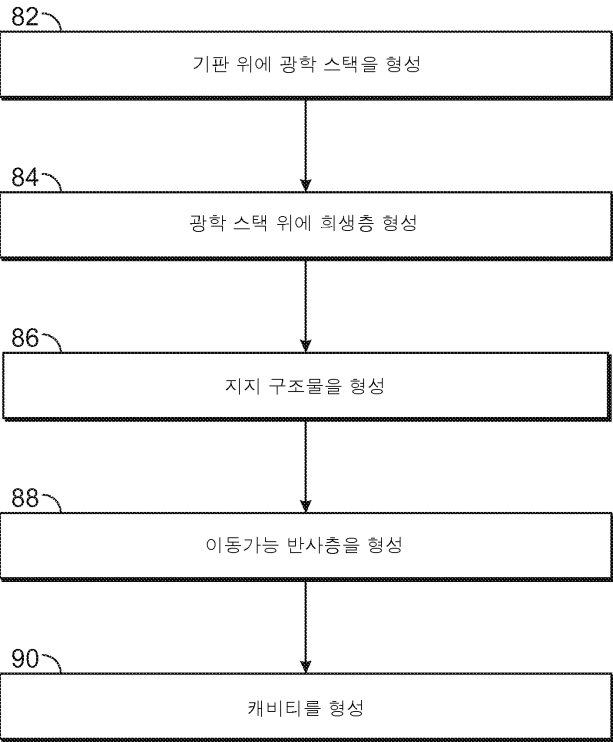 82
기판 위에 광학 스택을 형성
84
광학 스택 위에 희생층 형성
86
지지 구조물을 형성
88
이동가능 반사층을 형성
90
캐비티를 형성